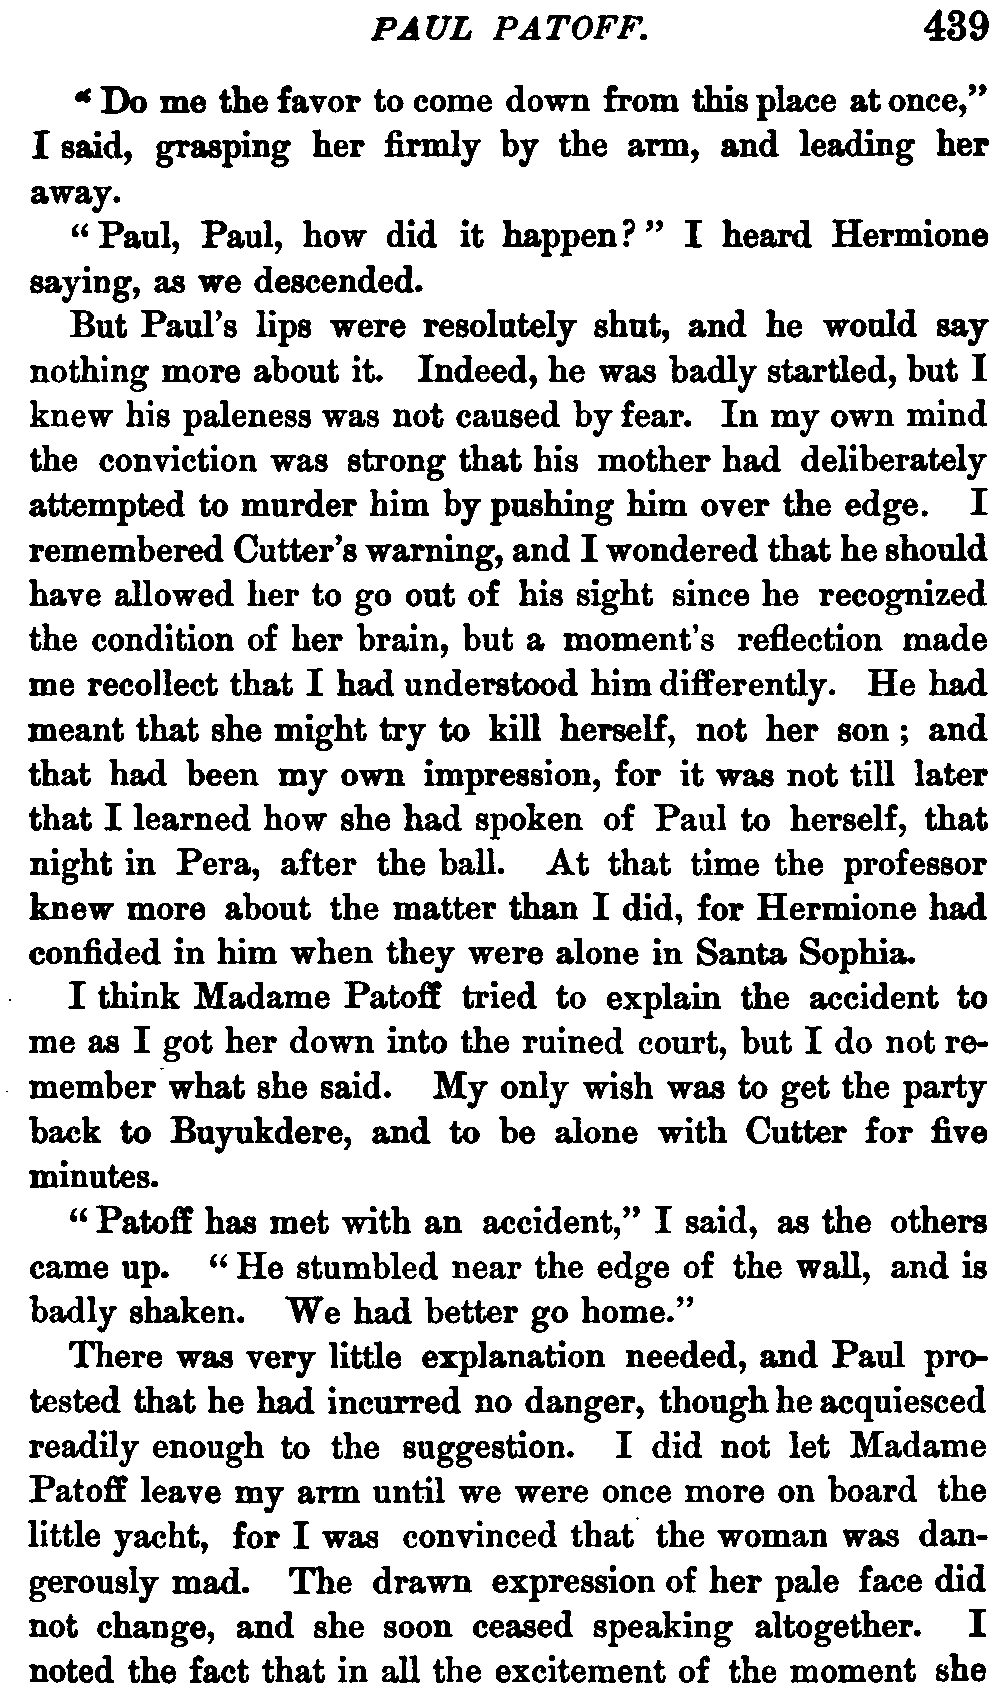 PAUL PATOFF. 439
“ Do me the favor to come down from this place at once,”
I said, grasping her firmly by the arm, and leading her
away.
“ Paul, Paul, how did it happen? ” I heard Hermione
saying, as we descended.
But Paul’s lips were resolutely shut, and he would say
nothing more about it. Indeed, he was badly startled, but I
knew his paleness was not caused by fear. In my own mind
the conviction was strong that his mother had deliberately
attempted to murder him by pushing him over the edge. I
remembered Cutter’s warning, and I wondered that he should
have allowed her to go out of his sight since he recognized
the condition of her brain, but a moment’s reflection made
me recollect that I had understood him differently. He had
meant that she might try to kill herself, not her son ; and
that had been my own impression, for it was not till later
that I learned how she had spoken of Paul to herself, that
night in Pera, after the ball. At that time the professor
knew more about the matter than I did, for Hermione had
confided in him when they were alone in Santa Sophia.
I think Madame Patoff tried to explain the accident to
me as I got her down into the ruined court, but I do not re-
member what she said. My only wish was to get the party
back to Buyukdere, and to be alone with Cutter for five
minutes.
“ Patoff has met with an accident,” I said, as the others
came up. “ He stumbled near the edge of the wall, and is
badly shaken. We had better go home.”
There was very little explanation needed, and Paul pro-
tested that he had incurred no danger, though he acquiesced
readily enough to the suggestion. I did not let Madame
Patoff leave my arm until we were once more on board the
little yacht, for I was convinced that the woman was dan-
gerously mad. The drawn expression of her pale face did
not change, and she soon ceased speaking altogether. I
noted the fact that in all the excitement of the moment she